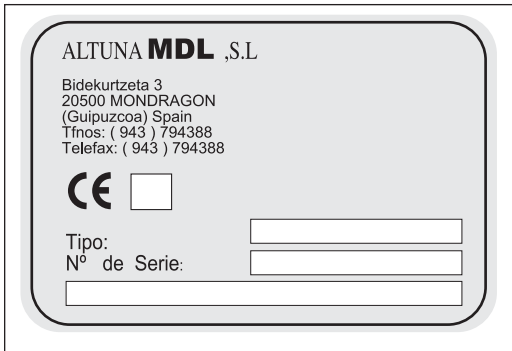 ALTUNA MDL ,S.L
Bidekurtzeta 3
20500 MONDRAGON
(Guipuzcoa) Spain
Tfnos: ( 943 ) 794388
Telefax: ( 943 ) 794388
CE
Tipo:
Nº de Serie: